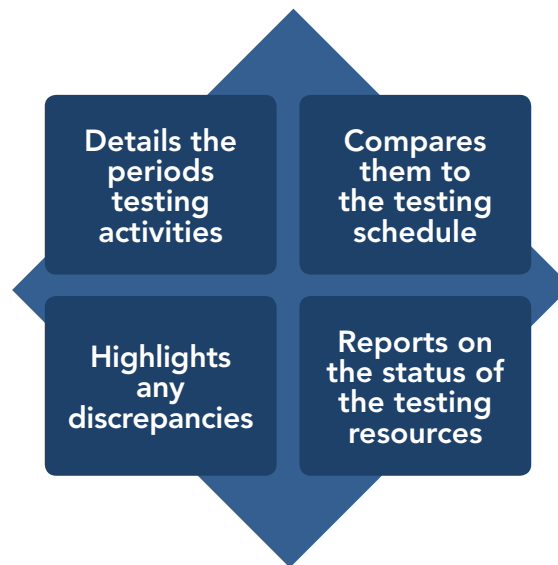 Details the
periods
testing
activities
Compares
them to
the testing
schedule
Highlights
any
discrepancies
Reports on
the status of
the testing
resources